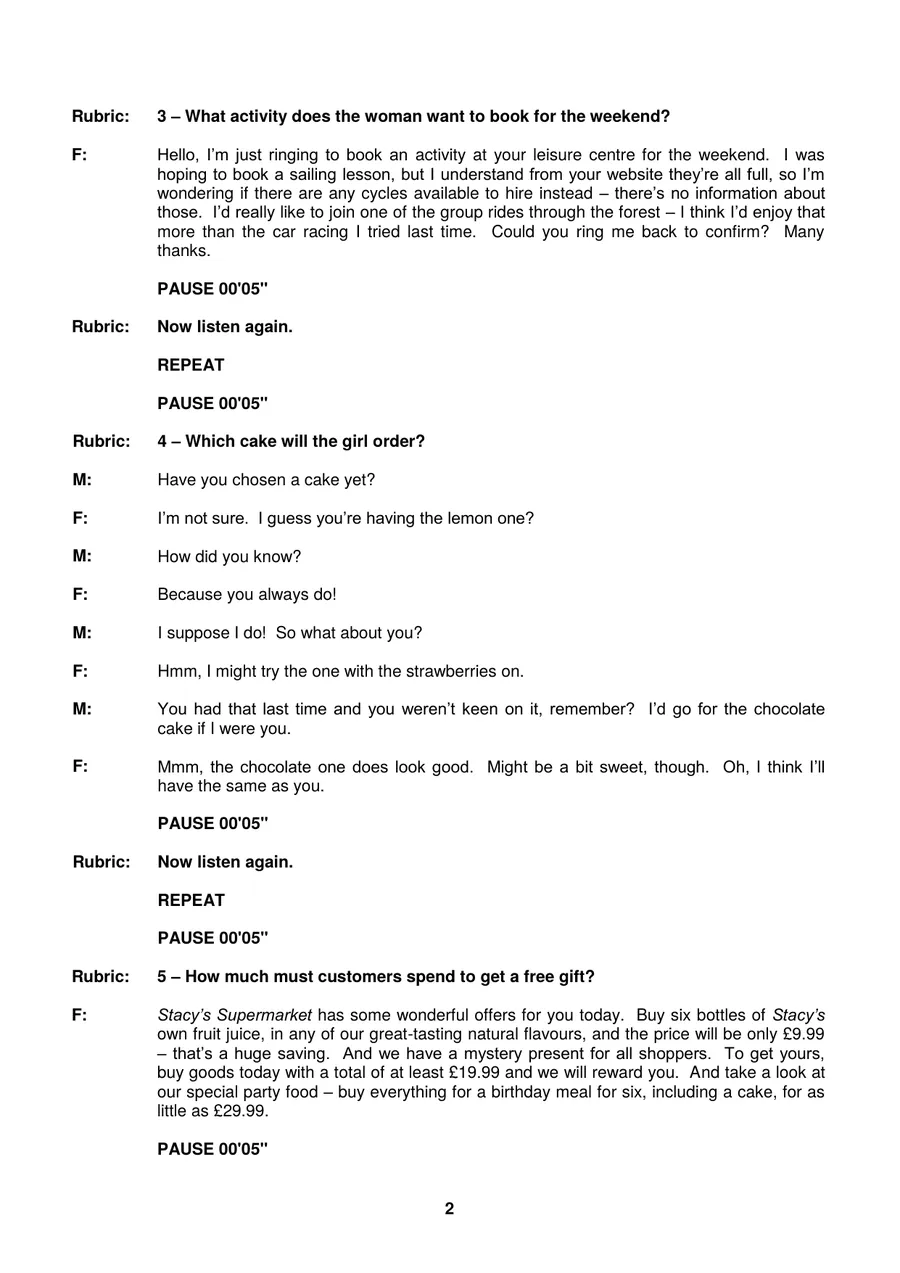 Rubric: 3 – What activity does the woman want to book for the weekend?
F: Hello, I’m just ringing to book an activity at your leisure centre for the weekend. I was
hoping to book a sailing lesson, but I understand from your website they’re all full, so I’m
wondering if there are any cycles available to hire instead – there’s no information about
those. I’d really like to join one of the group rides through the forest – I think I’d enjoy that
more than the car racing I tried last time. Could you ring me back to confirm? Many
thanks.
PAUSE 00'05"
Rubric: Now listen again.
REPEAT
PAUSE 00'05"
Rubric: 4 – Which cake will the girl order?
M: Have you chosen a cake yet?
F: I’m not sure. I guess you’re having the lemon one?
M: How did you know?
F: Because you always do!
M: I suppose I do! So what about you?
F: Hmm, I might try the one with the strawberries on.
M: You had that last time and you weren’t keen on it, remember? I’d go for the chocolate
cake if I were you.
F: Mmm, the chocolate one does look good. Might be a bit sweet, though. Oh, I think I’ll
have the same as you.
PAUSE 00'05"
Rubric: Now listen again.
REPEAT
PAUSE 00'05"
Rubric: 5 – How much must customers spend to get a free gift?
F: Stacy’s Supermarket has some wonderful offers for you today. Buy six bottles of Stacy’s
own fruit juice, in any of our great-tasting natural flavours, and the price will be only £9.99
– that’s a huge saving. And we have a mystery present for all shoppers. To get yours,
buy goods today with a total of at least £19.99 and we will reward you. And take a look at
our special party food – buy everything for a birthday meal for six, including a cake, for as
little as £29.99.
PAUSE 00'05"
2